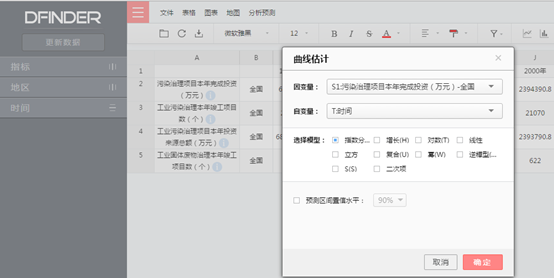 DFINDER
更新数据
指标
地区
时间
文件 表格 图表 地图 分析预测
微软雅黑 12 B I S A
A B J
1 2000年
2 污染治理项目本年完成投资（万元） 全国 2394390.8
3 工业污染治理本年竣工项目数（个） 全国 21070
4 工业污染治理项目本年投资来源总额（万元） 全国 2393790.8
5 工业固体废物治理本年竣工项目数（个） 全国 622
曲线估计
因变量： S1:污染治理项目本年完成投资（万元）-全国
自变量： T:时间
选择模型： 指数分... 增长(H) 对数(T) 线性
立方 复合(U) 幂(W) 逆模型(...
S(S) 二次项
预测区间置信水平： 90%
取消 确定